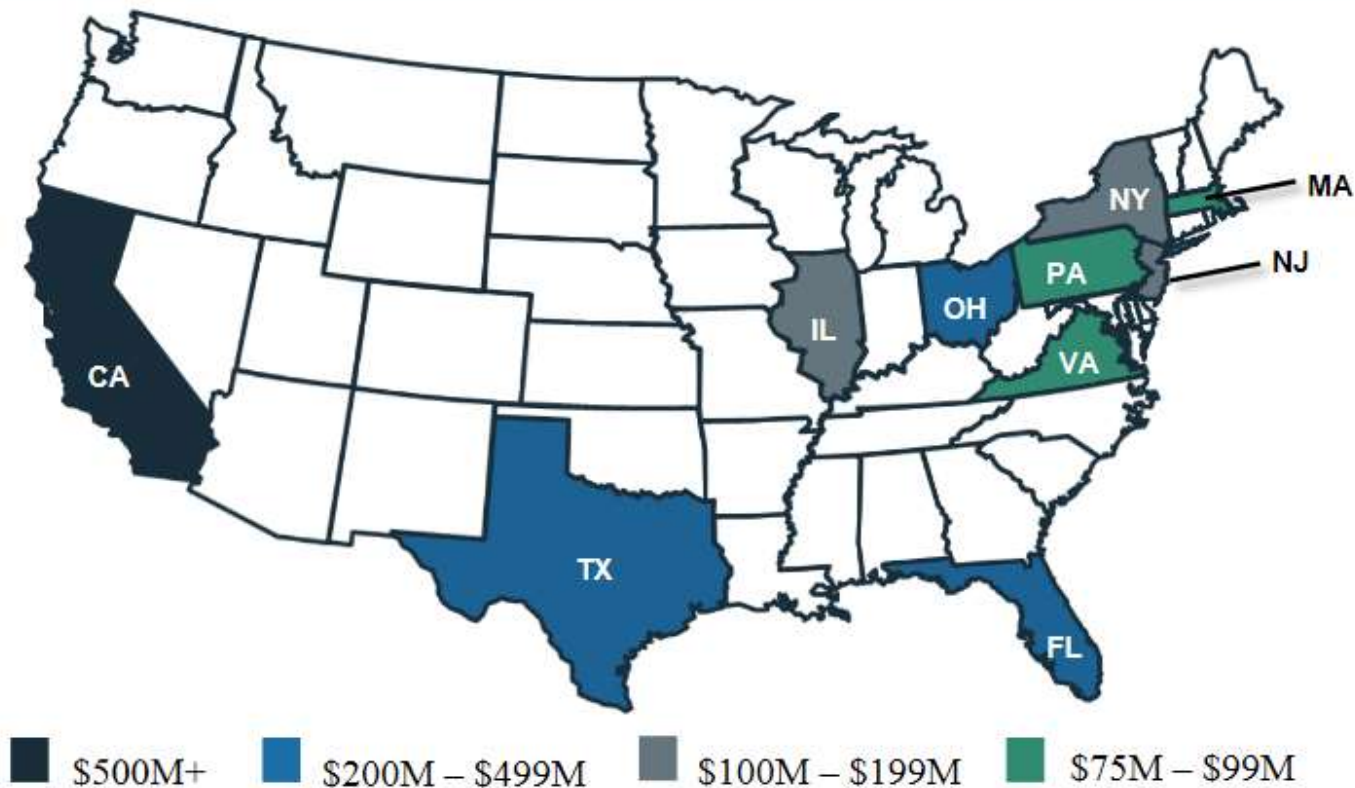 NY
MA
PA
NJ
OH
IL
VA
CA
TX
FL
$500M+
$200M – $499M
$100M – $199M
$75M – $99M